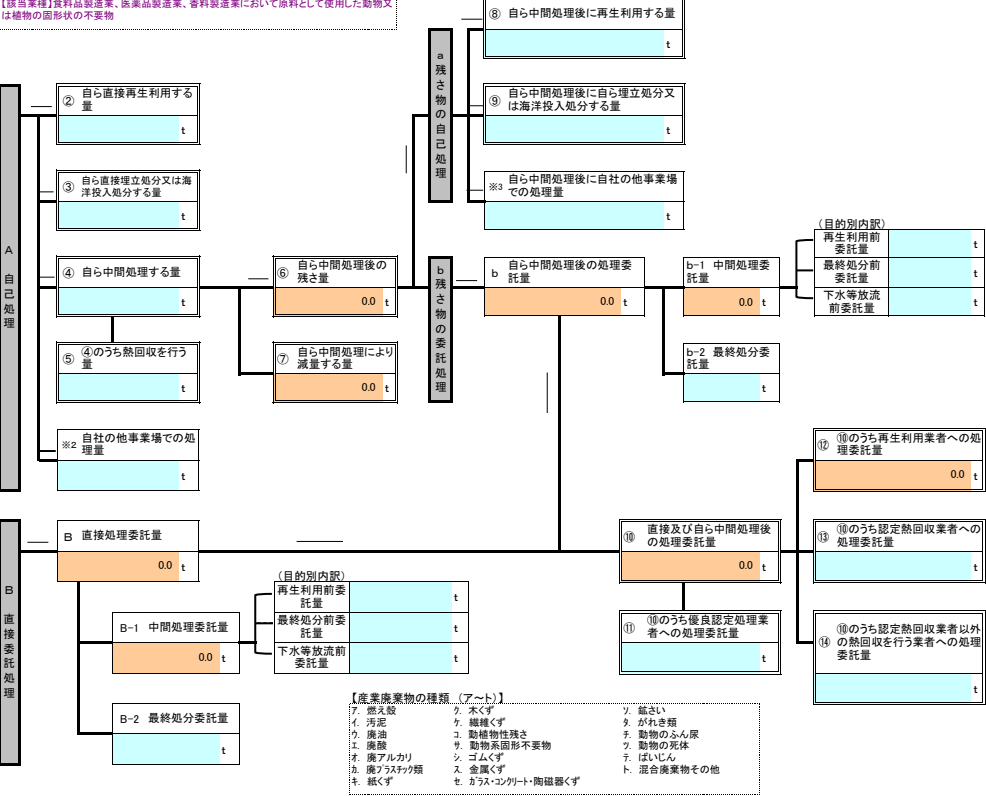 【該当業種】食料品製造業、医薬品製造業、香料製造業において原料として使用した動物又
は植物の固形状の不要物
⑧ 自ら中間処理後に再生利用する量
t
a
残さ物の自己処理
② 自ら直接再生利用する
量
t
⑨ 自ら中間処理後に自ら埋立処分又
は海洋投入処分する量
t
③ 自ら直接埋立処分又は海
洋投入処分する量
t
※3 自ら中間処理後に自社の他事業場
での処理量
t
A
自己処理
④ 自ら中間処理する量
t
⑥ 自ら中間処理後の
残さ量
0.0 t
b
残さ物の委託処理
b 自ら中間処理後の処理委
託量
0.0 t
b-1 中間処理委
託量
0.0 t
(目的別内訳)
再生利用前
委託量
t
最終処分前
委託量
t
下水等放流
前委託量
t
⑤ ④のうち熱回収を行う
量
t
⑦ 自ら中間処理により
減量する量
0.0 t
b-2 最終処分委
託量
t
※2 自社の他事業場での処
理量
t
⑫ ⑩のうち再生利用業者への処
理委託量
0.0 t
B
直接委託処理
B 直接処理委託量
0.0 t
⑩ 直接及び自ら中間処理後
の処理委託量
0.0 t
⑬ ⑩のうち認定熱回収業者への
処理委託量
t
(目的別内訳)
再生利用前委
託量
t
最終処分前委
託量
t
下水等放流前
委託量
t
B-1 中間処理委託量
0.0 t
⑪ ⑩のうち優良認定処理業
者への処理委託量
t
⑭ ⑩のうち認定熱回収業者以外
の熱回収を行う業者への処理
委託量
t
B-2 最終処分委託量
t
【産業廃棄物の種類 (ア～ト)】
ア. 燃え殻
イ. 汚泥
ウ. 廃油
エ. 廃酸
オ. 廃アルカリ
カ. 廃プラスチック類
キ. 紙くず
ク. 木くず
ケ. 繊維くず
コ. 動植物性残さ
サ. 動物系固形不要物
シ. ゴムくず
ス. 金属くず
セ. ガラス・コンクリート・陶磁器くず
ソ. 鉱さい
タ. がれき類
チ. 動物のふん尿
ツ. 動物の死体
テ. ばいじん
ト. 混合廃棄物その他